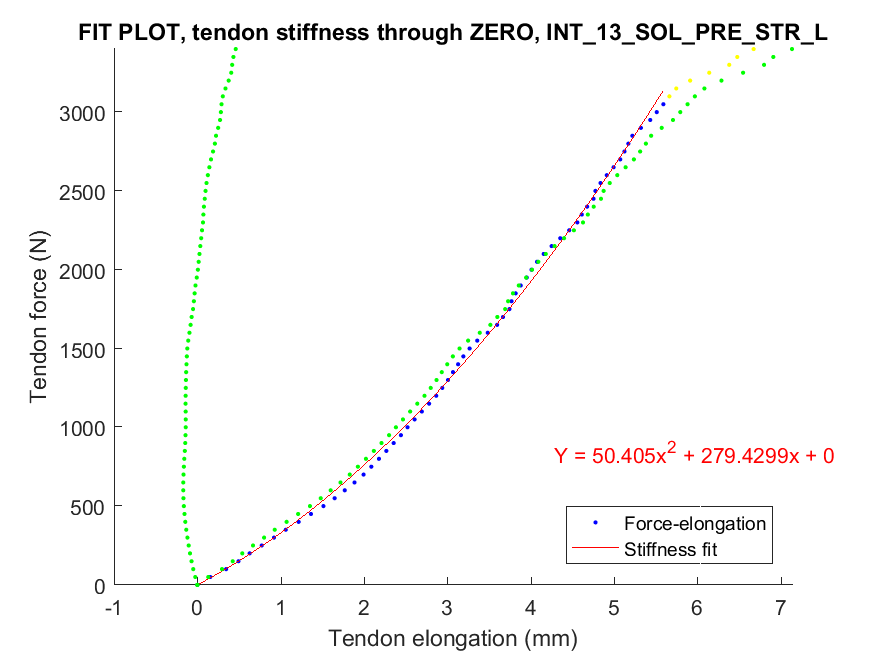 FIT PLOT, tendon stiffness through ZERO, INT_13_SOL_PRE_STR_L
3000
2500
2000
1500
1000
500
0
Tendon force (N)
Y = 50.405x² + 279.4299x + 0
Force-elongation
Stiffness fit
-1 0 1 2 3 4 5 6 7
Tendon elongation (mm)